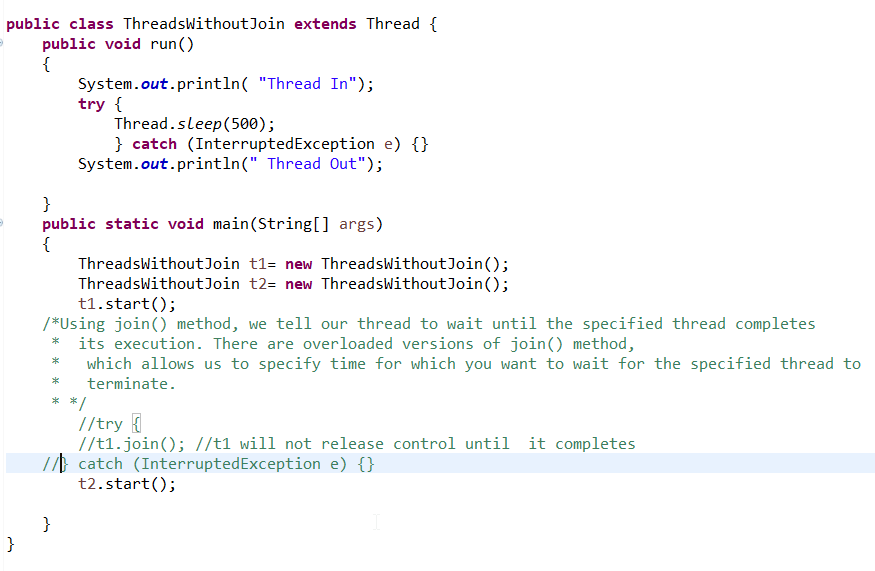 public class ThreadsWithoutJoin extends Thread {
    public void run()
    {
        System.out.println( "Thread In");
        try {
            Thread.sleep(500);
            } catch (InterruptedException e) {}
        System.out.println(" Thread Out");

    }
    public static void main(String[] args)
    {
        ThreadsWithoutJoin t1= new ThreadsWithoutJoin();
        ThreadsWithoutJoin t2= new ThreadsWithoutJoin();
        t1.start();
    /*Using join() method, we tell our thread to wait until the specified thread completes
     *  its execution. There are overloaded versions of join() method,
     *   which allows us to specify time for which you want to wait for the specified thread to
     *   terminate.
     * */
        //try {
        //t1.join(); //t1 will not release control until  it completes
    //} catch (InterruptedException e) {}
        t2.start();

    }
}